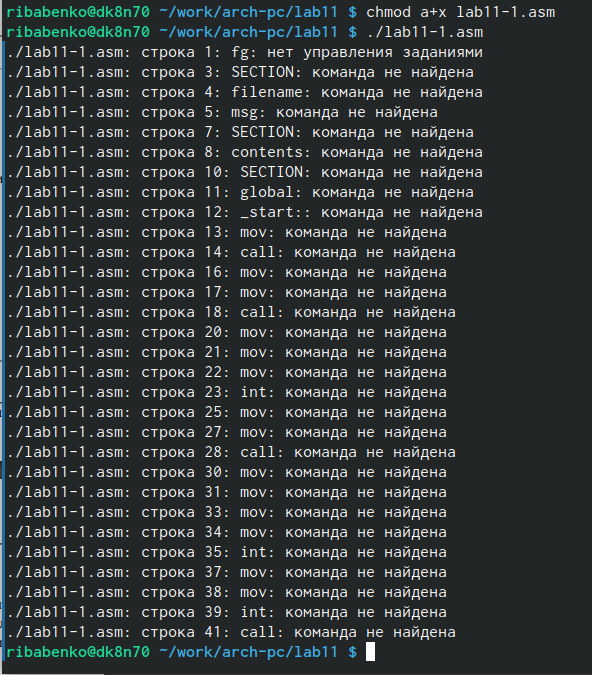 ribabenko@dk8n70 ~/work/arch-pc/lab11 $ chmod a+x lab11-1.asm
ribabenko@dk8n70 ~/work/arch-pc/lab11 $ ./lab11-1.asm
./lab11-1.asm: строка 1: fg: нет управления заданиями
./lab11-1.asm: строка 3: SECTION: команда не найдена
./lab11-1.asm: строка 4: filename: команда не найдена
./lab11-1.asm: строка 5: msg: команда не найдена
./lab11-1.asm: строка 7: SECTION: команда не найдена
./lab11-1.asm: строка 8: contents: команда не найдена
./lab11-1.asm: строка 10: SECTION: команда не найдена
./lab11-1.asm: строка 11: global: команда не найдена
./lab11-1.asm: строка 12: _start:: команда не найдена
./lab11-1.asm: строка 13: mov: команда не найдена
./lab11-1.asm: строка 14: call: команда не найдена
./lab11-1.asm: строка 16: mov: команда не найдена
./lab11-1.asm: строка 17: mov: команда не найдена
./lab11-1.asm: строка 18: call: команда не найдена
./lab11-1.asm: строка 20: mov: команда не найдена
./lab11-1.asm: строка 21: mov: команда не найдена
./lab11-1.asm: строка 22: mov: команда не найдена
./lab11-1.asm: строка 23: int: команда не найдена
./lab11-1.asm: строка 25: mov: команда не найдена
./lab11-1.asm: строка 27: mov: команда не найдена
./lab11-1.asm: строка 28: call: команда не найдена
./lab11-1.asm: строка 30: mov: команда не найдена
./lab11-1.asm: строка 31: mov: команда не найдена
./lab11-1.asm: строка 33: mov: команда не найдена
./lab11-1.asm: строка 34: mov: команда не найдена
./lab11-1.asm: строка 35: int: команда не найдена
./lab11-1.asm: строка 37: mov: команда не найдена
./lab11-1.asm: строка 38: mov: команда не найдена
./lab11-1.asm: строка 39: int: команда не найдена
./lab11-1.asm: строка 41: call: команда не найдена
ribabenko@dk8n70 ~/work/arch-pc/lab11 $